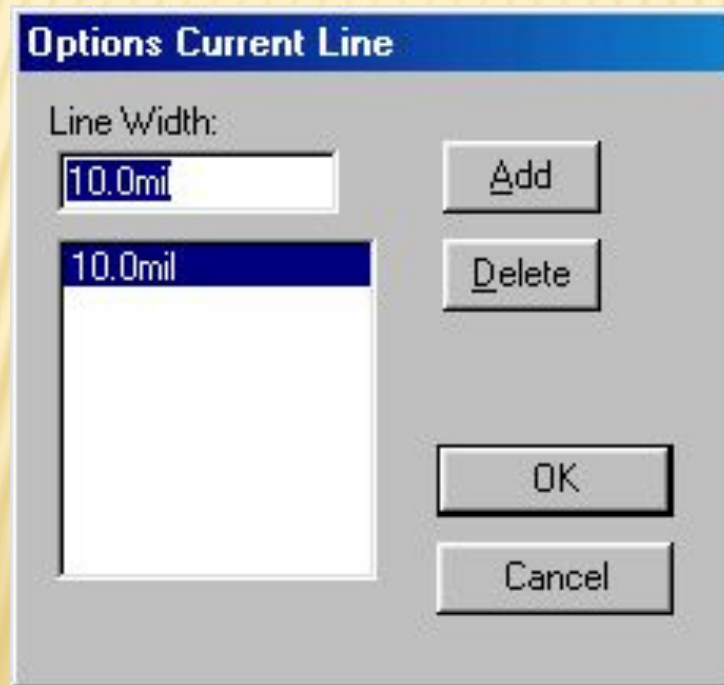 Options Current Line
Line Width:
10.0mil
Add
10.0mil
Delete
OK
Cancel